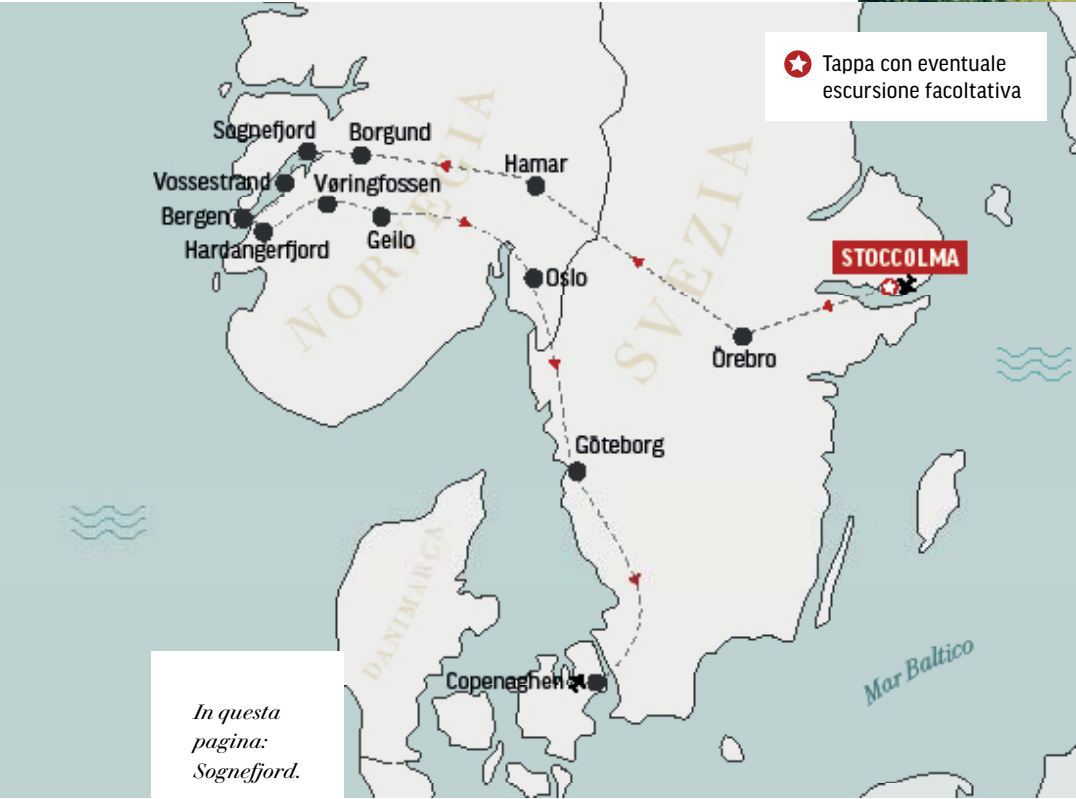 Tappa con eventuale
escursione facoltativa
Sognefjord
Borgund
Hamar
Vossestrand
Vøringfossen
Bergen
Geilo
Hardangerfjord
NORVEGIA
SVEZIA
STOCCOLMA
Oslo
Örebro
Göteborg
DANIMARCA
Copenaghen
Mar Baltico
In questa
pagina:
Sognefjord.